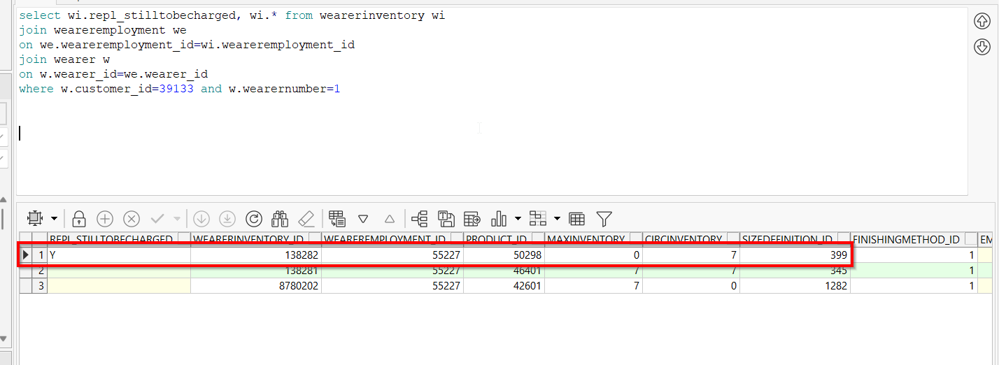 select wi.repl_stilltobecharged, wi.* from wearerinventory wi
join weareremployment we
on we.weareremployment_id=wi.weareremployment_id
join wearer w
on w.wearer_id=we.wearer_id
where w.customer_id=39133 and w.wearernumber=1
REPL_STILLTOBECHARGED WEARERINVENTORY_ID WEAREREMPLOYMENT_ID PRODUCT_ID MAXINVENTORY CIRCINVENTORY SIZEDEFINITION_ID FINISHINGMETHOD_ID EM
1 Y 138282 55227 50298 0 7 399 1
2 138281 55227 46401 7 7 345 1
3 8780202 55227 42601 7 0 1282 1